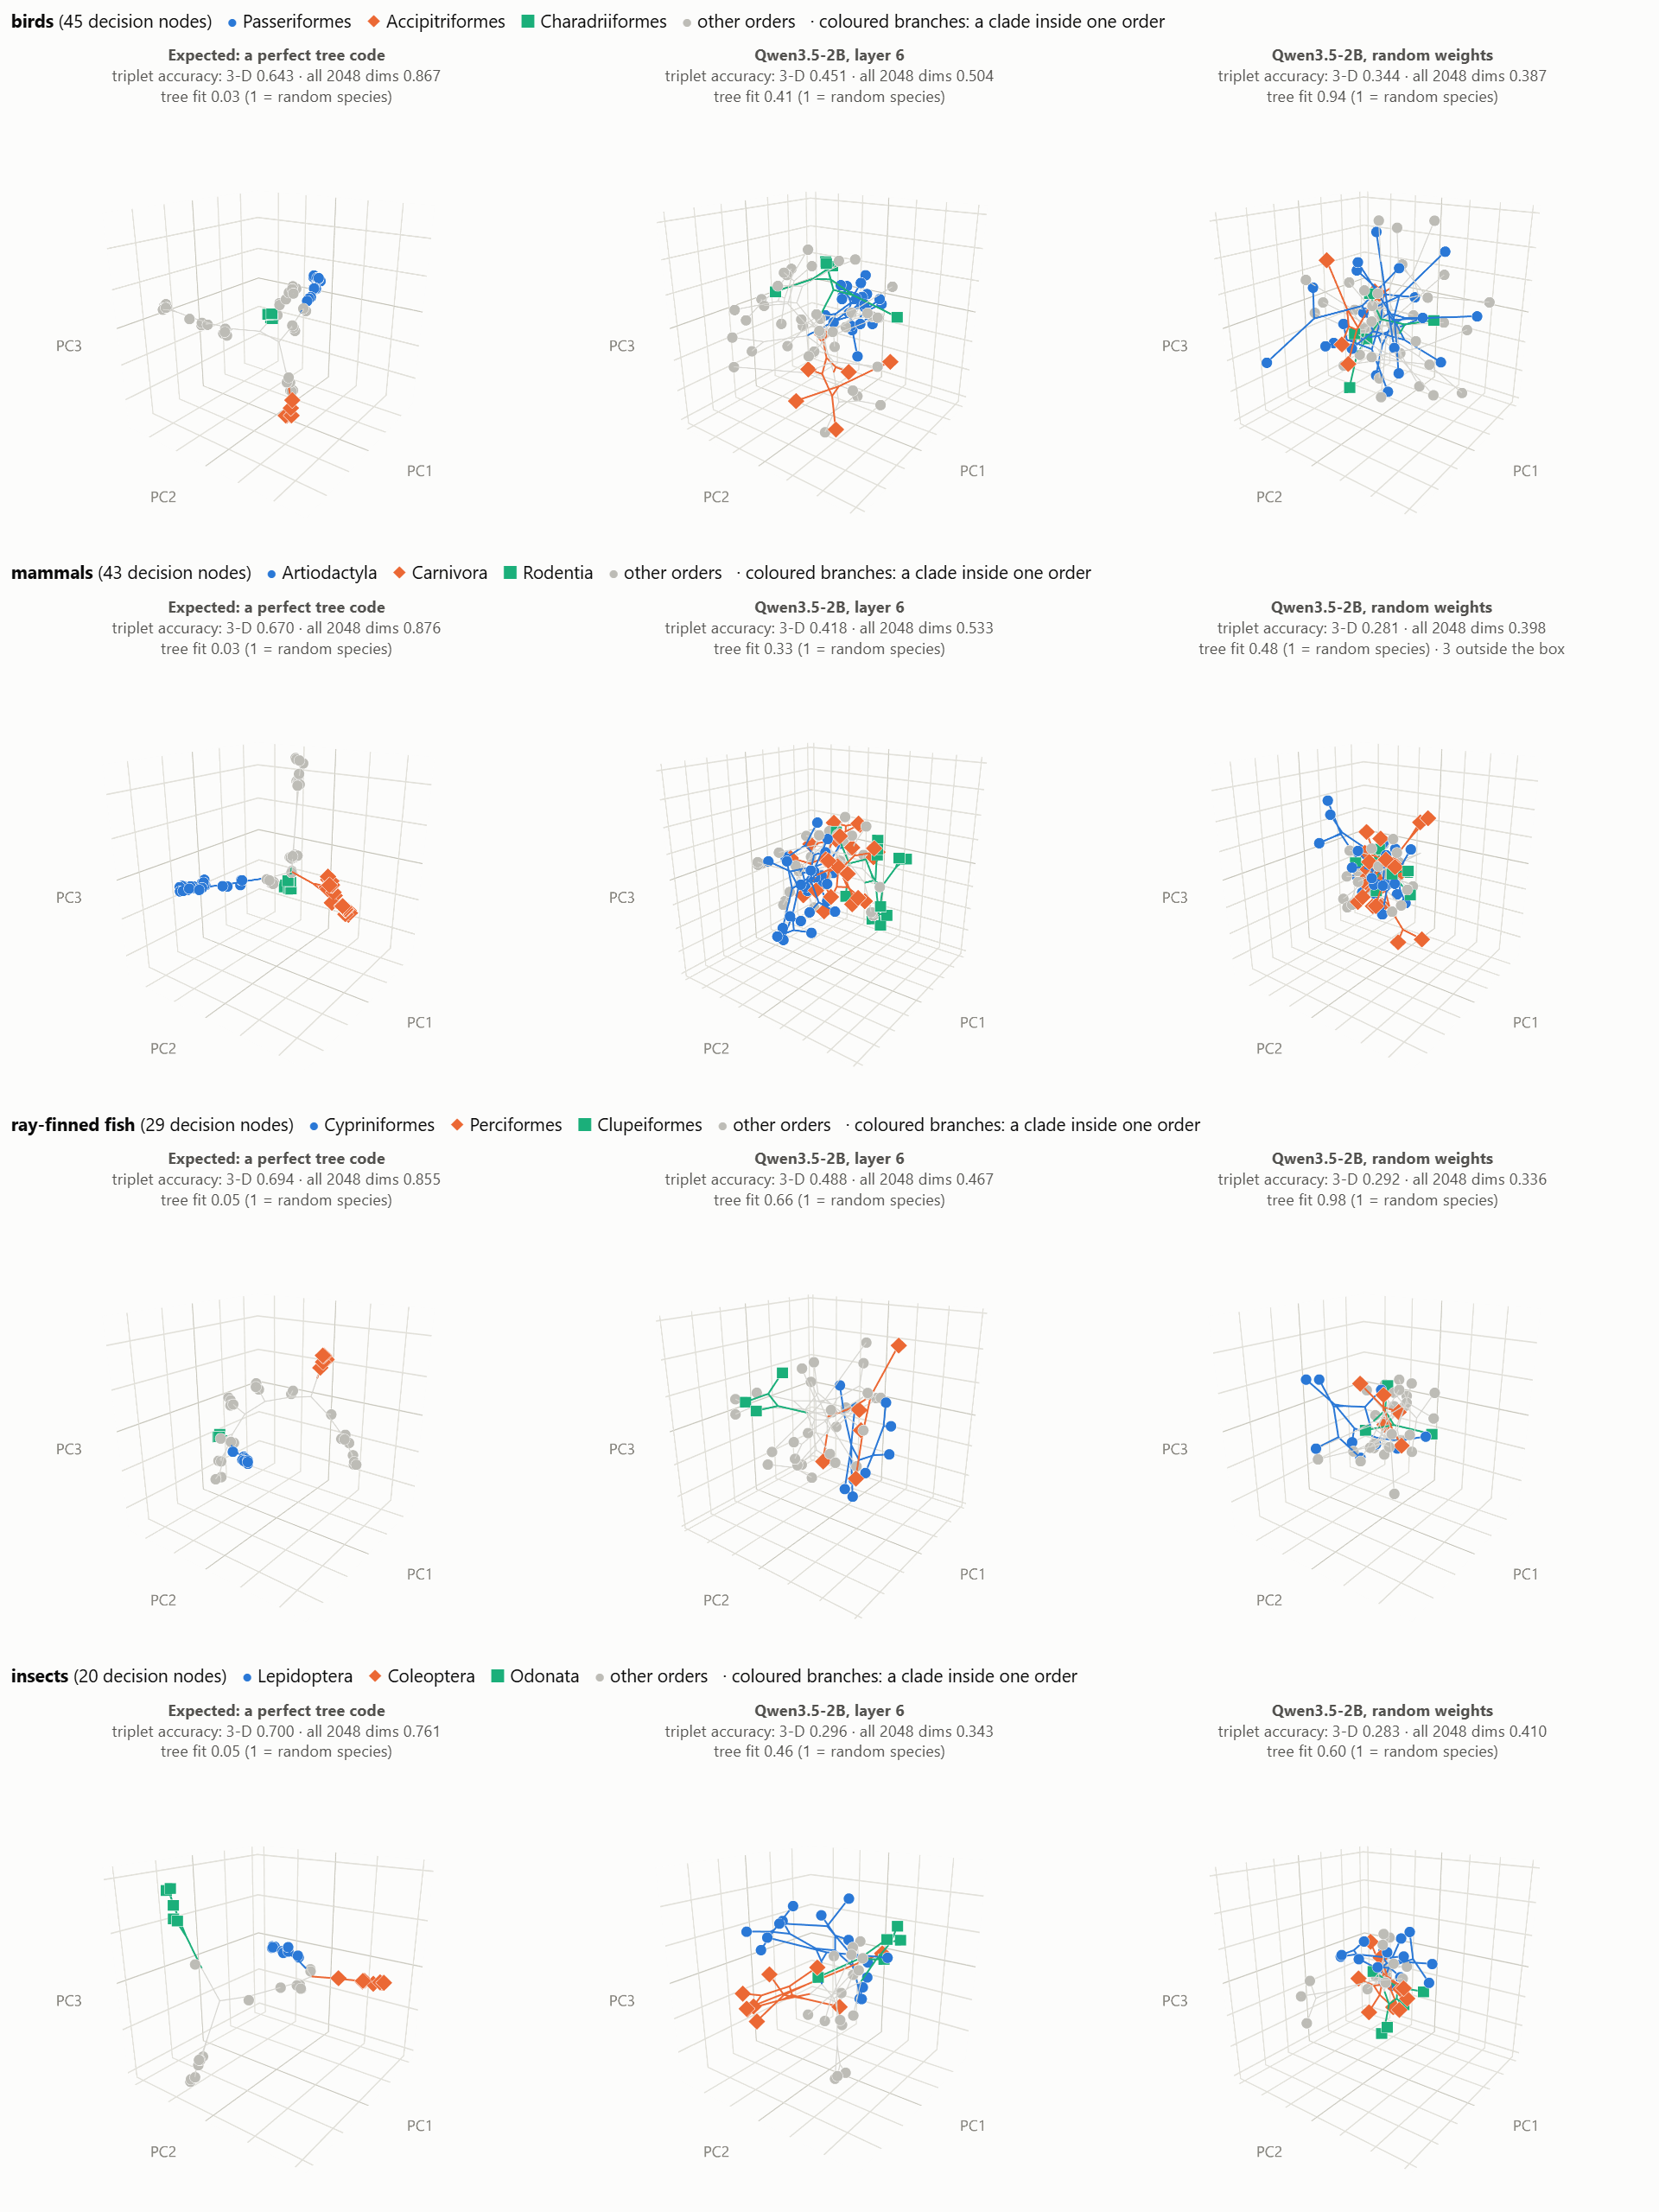 birds (45 decision nodes) Passeriformes Accipitriformes Charadriiformes other orders · coloured branches: a clade inside one order
Expected: a perfect tree code
triplet accuracy: 3-D 0.643 · all 2048 dims 0.867
tree fit 0.03 (1 = random species)
Qwen3.5-2B, layer 6
triplet accuracy: 3-D 0.451 · all 2048 dims 0.504
tree fit 0.41 (1 = random species)
Qwen3.5-2B, random weights
triplet accuracy: 3-D 0.344 · all 2048 dims 0.387
tree fit 0.94 (1 = random species)
PC3
PC2
PC1
PC3
PC2
PC1
PC3
PC2
PC1
mammals (43 decision nodes) Artiodactyla Carnivora Rodentia other orders · coloured branches: a clade inside one order
Expected: a perfect tree code
triplet accuracy: 3-D 0.670 · all 2048 dims 0.876
tree fit 0.03 (1 = random species)
Qwen3.5-2B, layer 6
triplet accuracy: 3-D 0.418 · all 2048 dims 0.533
tree fit 0.33 (1 = random species)
Qwen3.5-2B, random weights
triplet accuracy: 3-D 0.281 · all 2048 dims 0.398
tree fit 0.48 (1 = random species) · 3 outside the box
PC3
PC2
PC1
PC3
PC2
PC1
PC3
PC2
PC1
ray-finned fish (29 decision nodes) Cypriniformes Perciformes Clupeiformes other orders · coloured branches: a clade inside one order
Expected: a perfect tree code
triplet accuracy: 3-D 0.694 · all 2048 dims 0.855
tree fit 0.05 (1 = random species)
Qwen3.5-2B, layer 6
triplet accuracy: 3-D 0.488 · all 2048 dims 0.467
tree fit 0.66 (1 = random species)
Qwen3.5-2B, random weights
triplet accuracy: 3-D 0.292 · all 2048 dims 0.336
tree fit 0.98 (1 = random species)
PC3
PC2
PC1
PC3
PC2
PC1
PC3
PC2
PC1
insects (20 decision nodes) Lepidoptera Coleoptera Odonata other orders · coloured branches: a clade inside one order
Expected: a perfect tree code
triplet accuracy: 3-D 0.700 · all 2048 dims 0.761
tree fit 0.05 (1 = random species)
Qwen3.5-2B, layer 6
triplet accuracy: 3-D 0.296 · all 2048 dims 0.343
tree fit 0.46 (1 = random species)
Qwen3.5-2B, random weights
triplet accuracy: 3-D 0.283 · all 2048 dims 0.410
tree fit 0.60 (1 = random species)
PC3
PC2
PC1
PC3
PC2
PC1
PC3
PC2
PC1